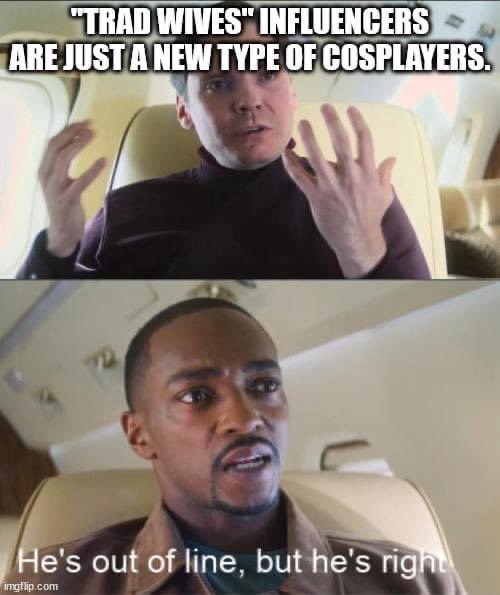 "TRAD WIVES" INFLUENCERS
ARE JUST A NEW TYPE OF COSPLAYERS.
He's out of line, but he's right
imgflip.com